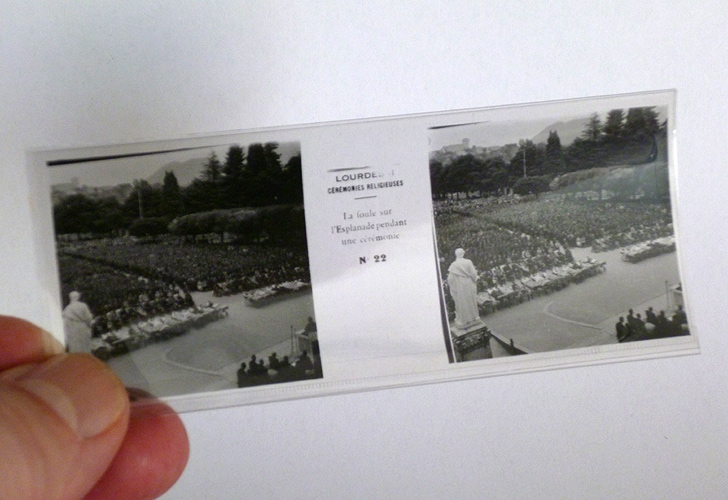 LOURDES
CÉRÉMONIES RELIGIEUSES
La foule sur
l'Esplanade pendant
une cérémonie
N° 22